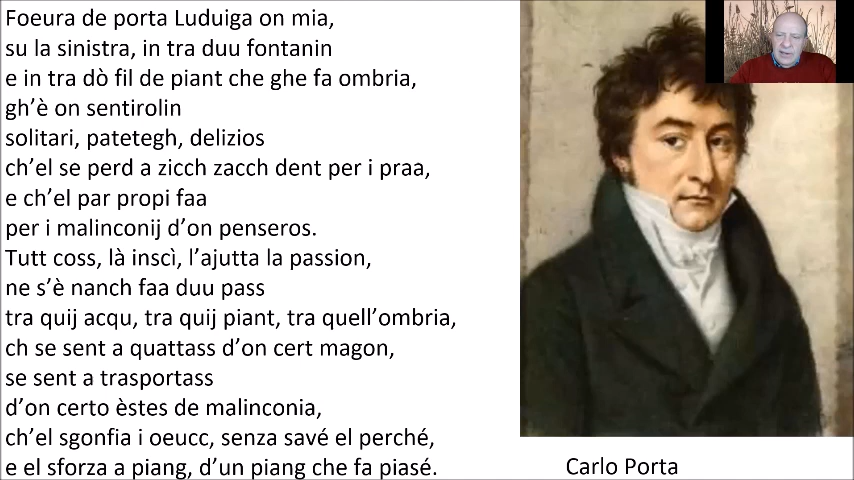 Foeura de porta Luduiga on mia,
su la sinistra, in tra duu fontanin
e in tra dò fil de piant che ghe fa ombria,
gh’è on sentirolin
solitari, patetegh, delizios
ch’el se perd a zicch zacch dent per i praa,
e ch’el par propi faa
per i malinconij d’on penseros.
Tutt coss, là inscì, l’ajutta la passion,
ne s’è nanch faa duu pass
tra quij acqu, tra quij piant, tra quell’ombria,
ch se sent a quattass d’on cert magon,
se sent a trasportass
d’on certo èstes de malinconia,
ch’el sgonfia i oeucc, senza savé el perché,
e el sforza a piang, d’un piang che fa piasé.
Carlo Porta